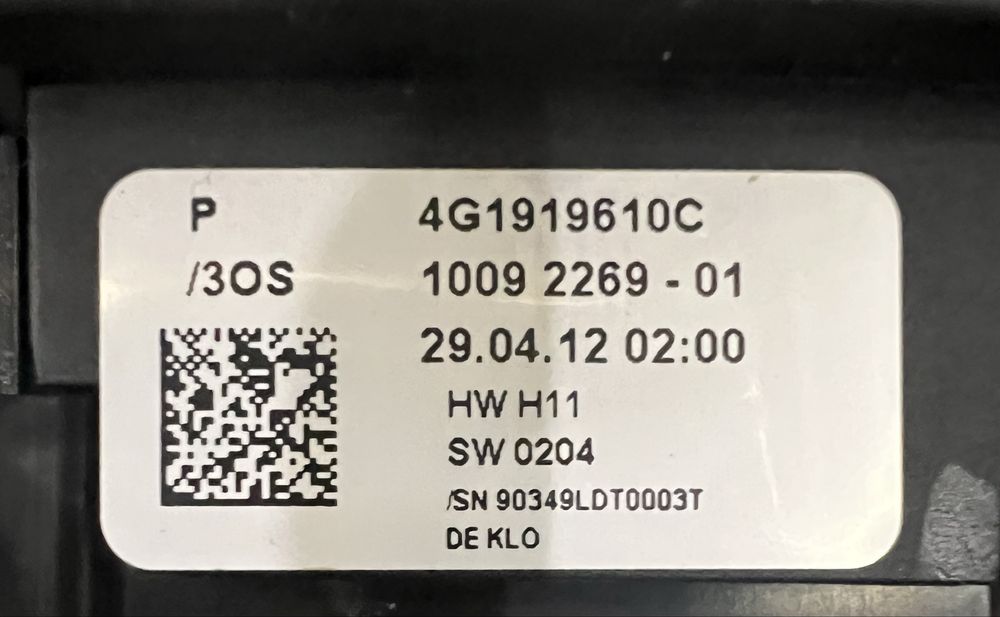 P 4G1919610C
/3OS 1009 2269 - 01
29.04.12 02:00
HW H11
SW 0204
/SN 90349LDT0003T
DE KLO